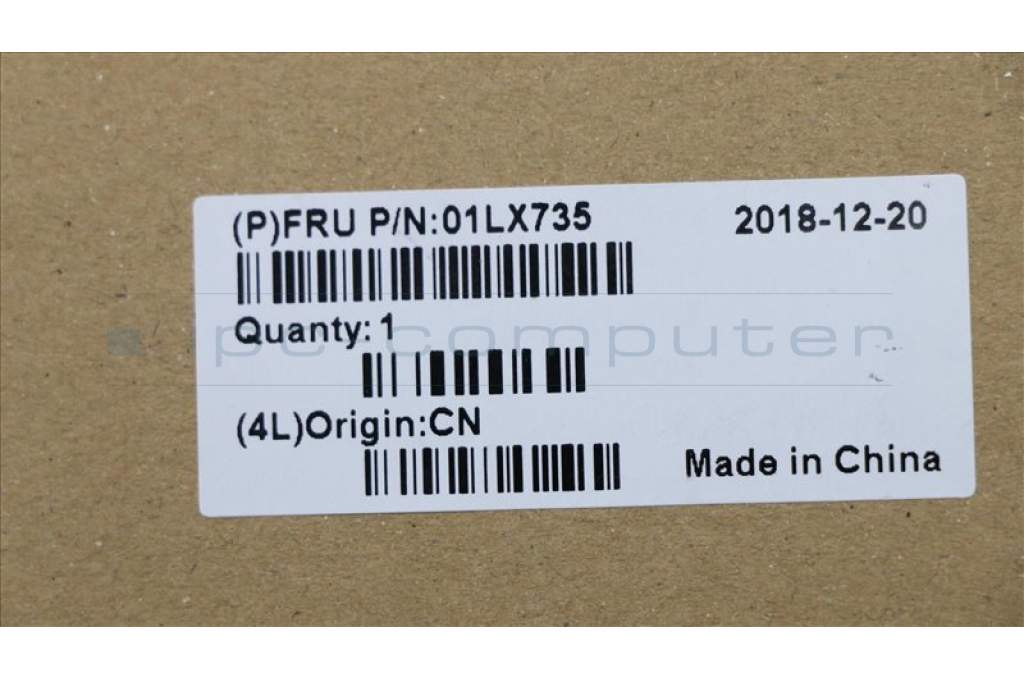 (P)FRU P/N:01LX735 2018-12-20
Quanty: 1
pc computer
(4L)Origin:CN
Made in China